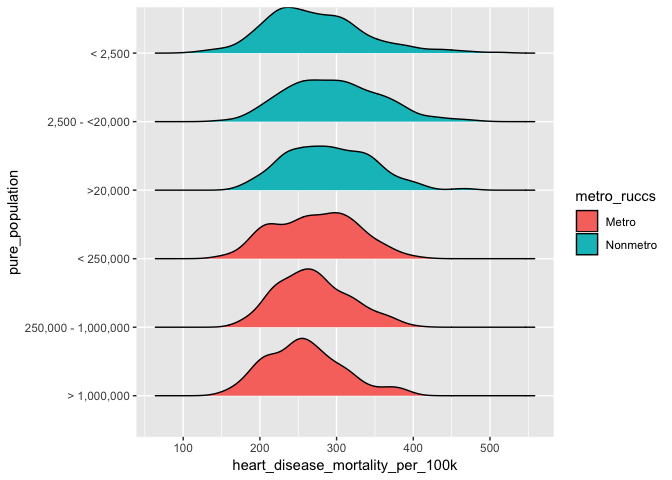 < 2,500
2,500 - <20,000
>20,000
< 250,000
250,000 - 1,000,000
> 1,000,000
pure_population
100 200 300 400 500
heart_disease_mortality_per_100k
metro_ruccs
Metro
Nonmetro